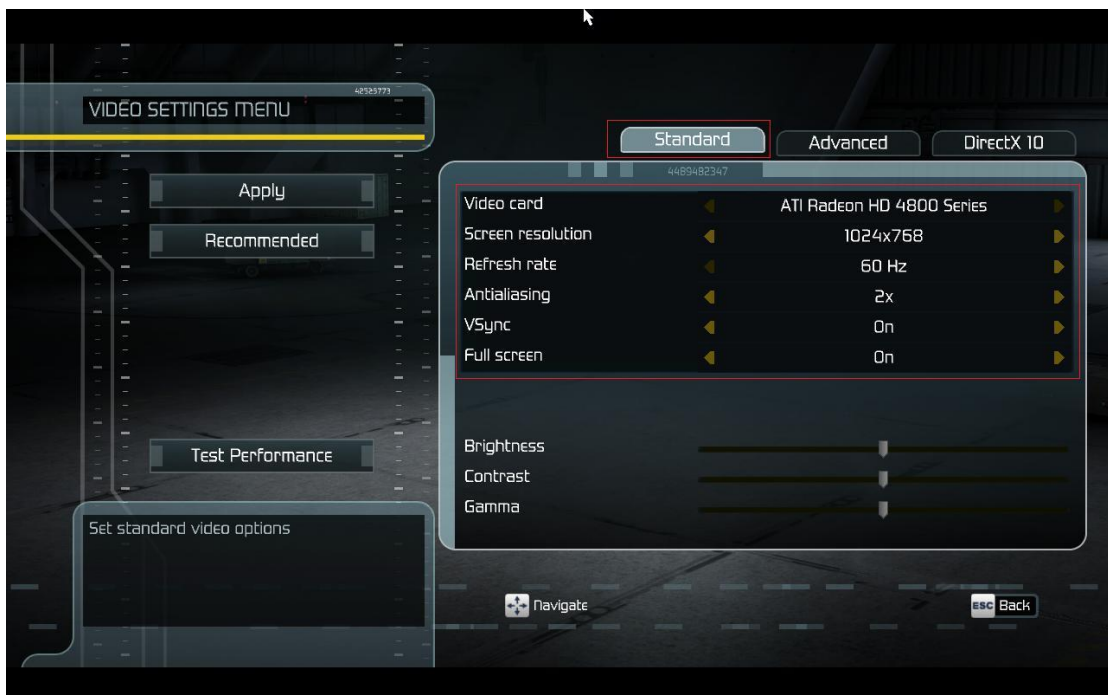 42525773
VIDEO SETTINGS MENU
Standard
Advanced
DirectX 10
4489482347
Apply
Recommended
Test Performance
Video card ATI Radeon HD 4800 Series
Screen resolution 1024x768
Refresh rate 60 Hz
Antialiasing 2x
VSync On
Full screen On
Brightness
Contrast
Gamma
Set standard video options
Navigate
ESC Back